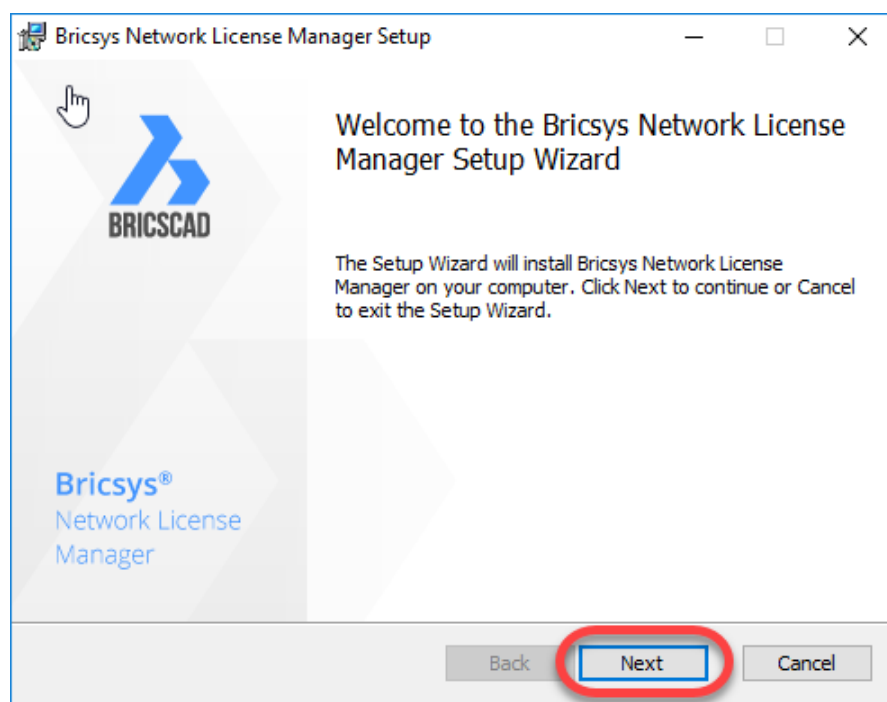 Bricsys Network License Manager Setup
Welcome to the Bricsys Network License
Manager Setup Wizard
BRICSCAD
The Setup Wizard will install Bricsys Network License
Manager on your computer. Click Next to continue or Cancel
to exit the Setup Wizard.
Bricsys®
Network License
Manager
Back Next Cancel